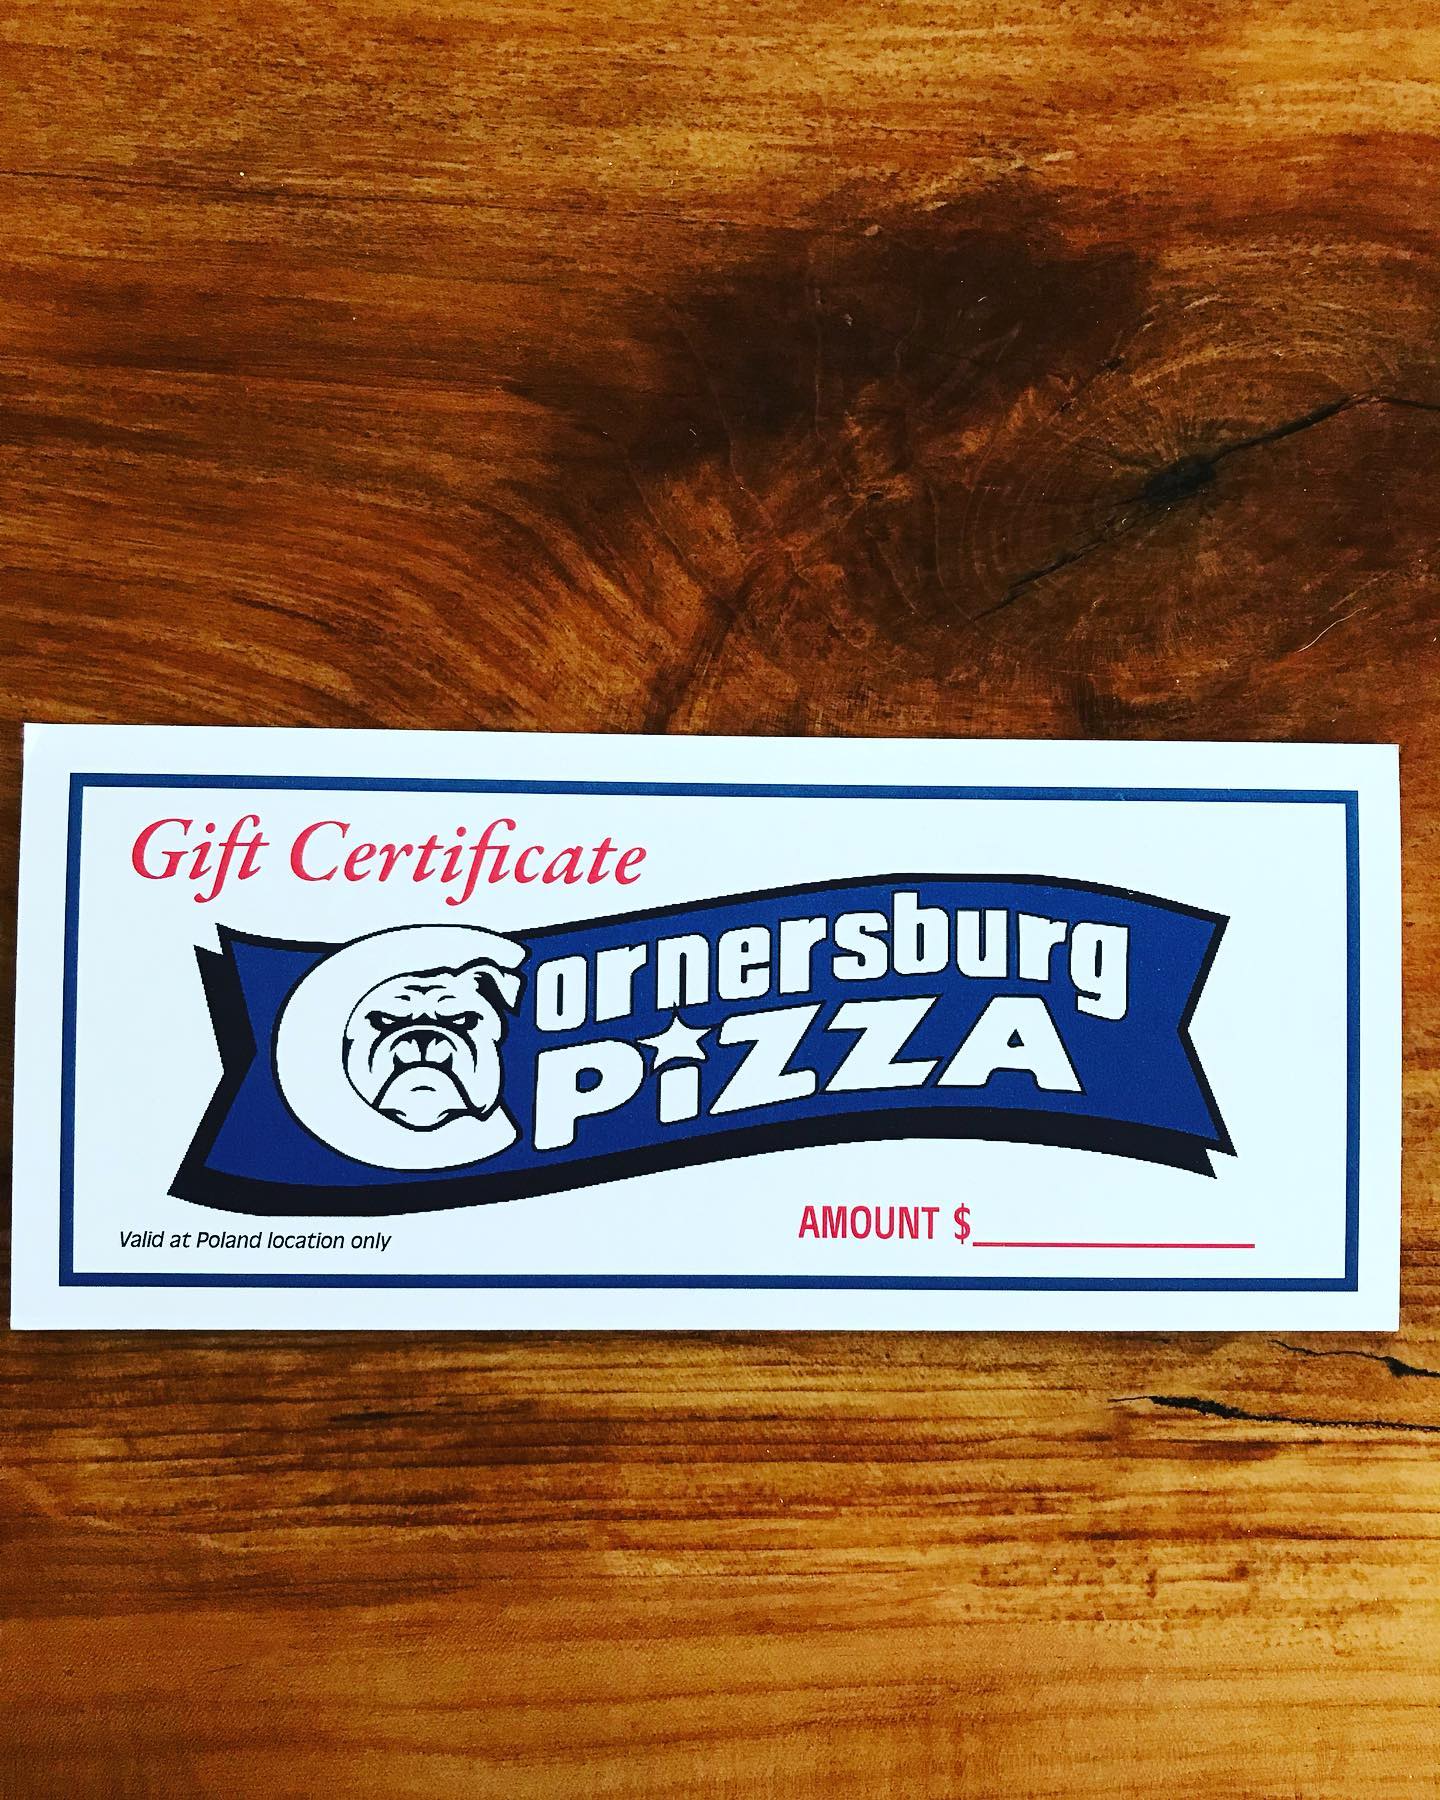 Gift Certificate
Cornersburg
PiZZA
AMOUNT $
Valid at Poland location only